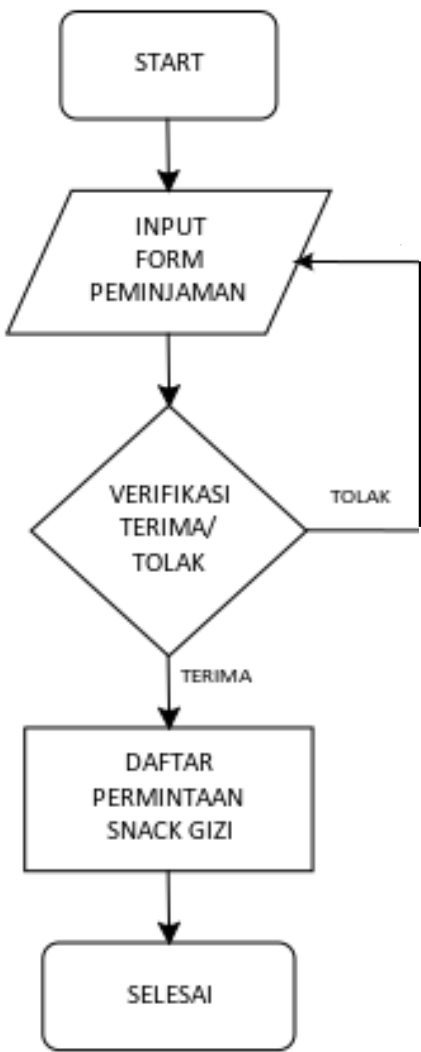 START
INPUT
FORM
PEMINJAMAN
VERIFIKASI
TERIMA/
TOLAK
TOLAK
TERIMA
DAFTAR
PERMINTAAN
SNACK GIZI
SELESAI